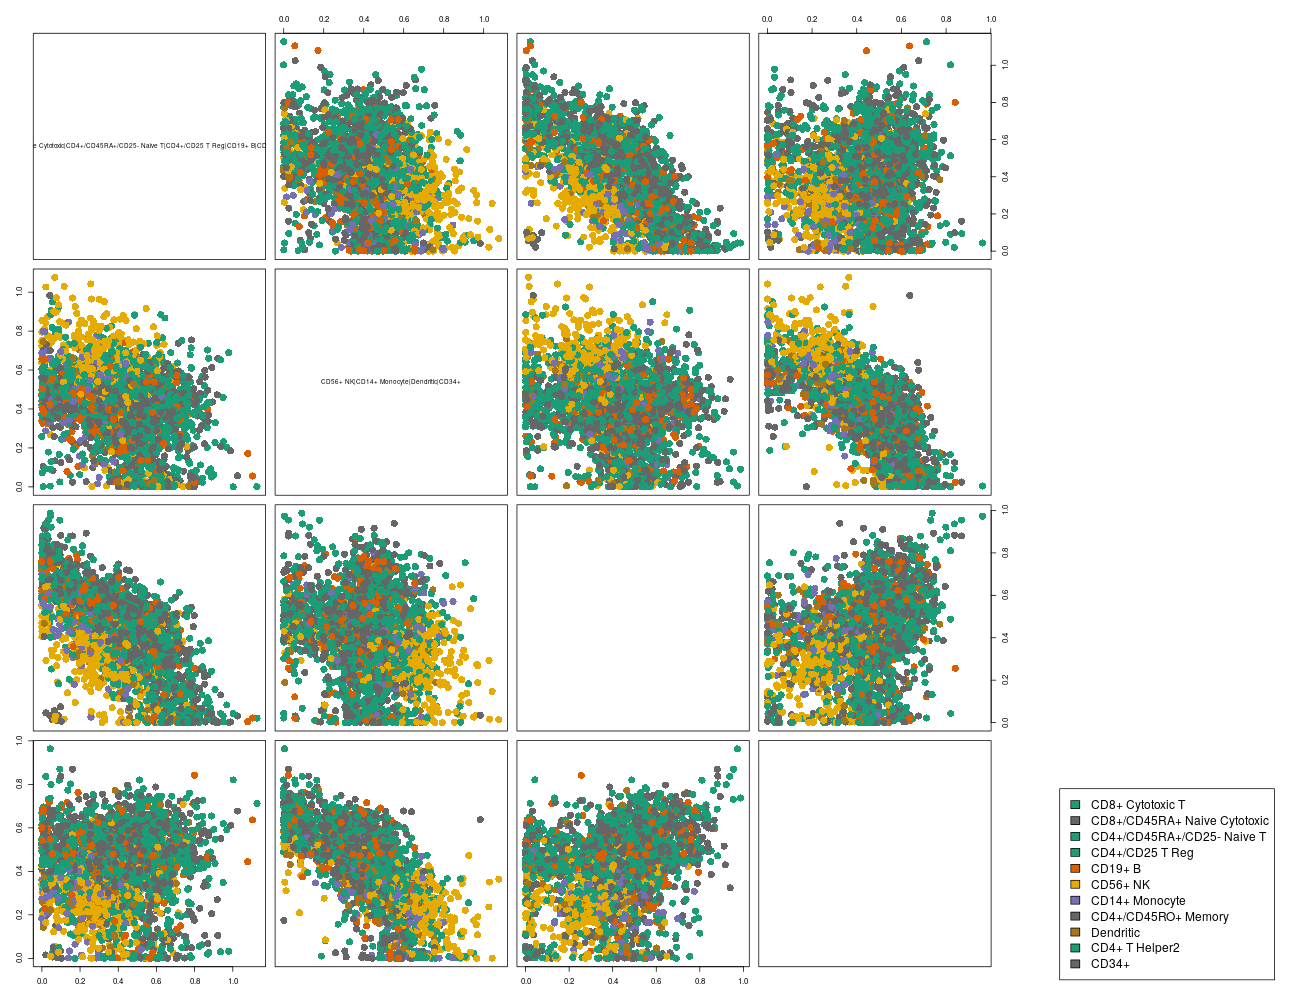 0.0 0.2 0.4 0.6 0.8 1.0
0.0 0.2 0.4 0.6 0.8 1.0
e Cytotoxic|CD4+/CD45RA+/CD25- Naive T|CD4+/CD25 T Reg|CD19+ B|CD
0.0 0.2 0.4 0.6 0.8 1.0
0.0 0.2 0.4 0.6 0.8 1.0
CD56+ NK|CD14+ Monocyte|Dendritic|CD34+
0.0 0.2 0.4 0.6 0.8 1.0
0.0 0.2 0.4 0.6 0.8 1.0
0.0 0.2 0.4 0.6 0.8 1.0
0.0 0.2 0.4 0.6 0.8 1.0
CD8+ Cytotoxic T
CD8+/CD45RA+ Naive Cytotoxic
CD4+/CD45RA+/CD25- Naive T
CD4+/CD25 T Reg
CD19+ B
CD56+ NK
CD14+ Monocyte
CD4+/CD45RO+ Memory
Dendritic
CD4+ T Helper2
CD34+